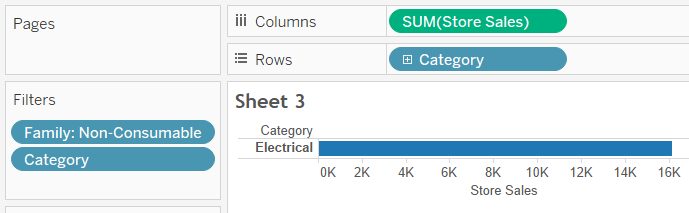 Pages
Columns
SUM(Store Sales)
Rows
Category
Filters
Family: Non-Consumable
Category
Sheet 3
Category
Electrical
0K 2K 4K 6K 8K 10K 12K 14K 16K
Store Sales